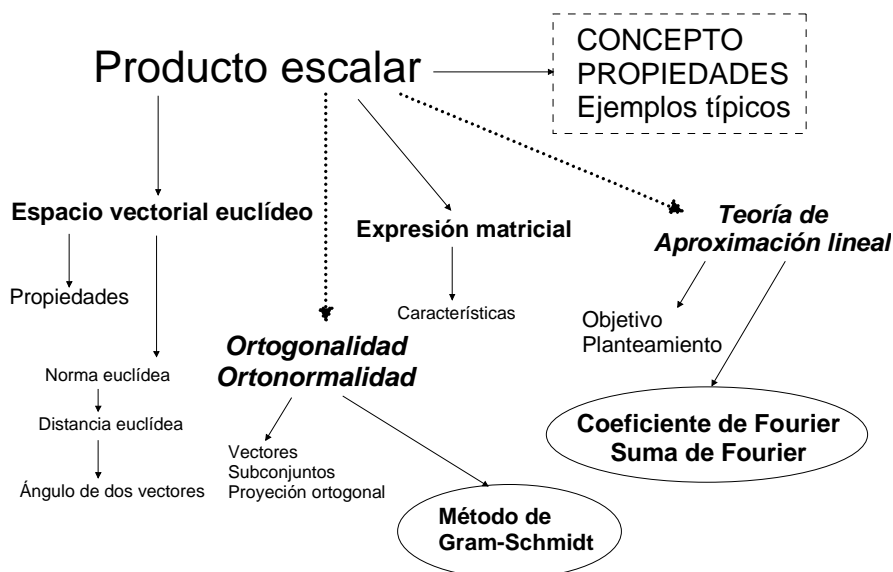 Producto escalar
CONCEPTO
PROPIEDADES
Ejemplos típicos
Espacio vectorial euclídeo
Propiedades
Norma euclídea
Distancia euclídea
Ángulo de dos vectores
Ortogonalidad
Ortonormalidad
Vectores
Subconjuntos
Proyeción ortogonal
Método de
Gram-Schmidt
Expresión matricial
Características
Teoría de
Aproximación lineal
Objetivo
Planteamiento
Coeficiente de Fourier
Suma de Fourier